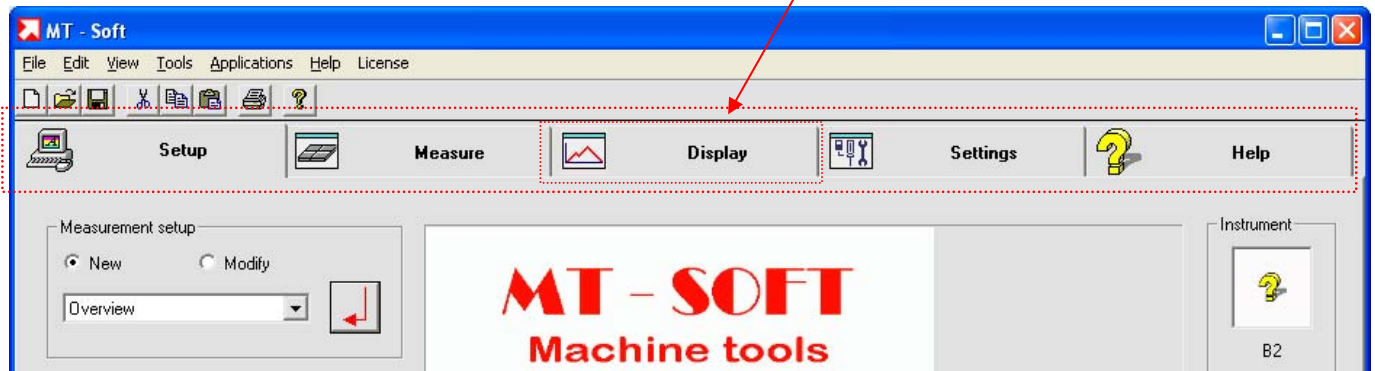 MT - Soft
File Edit View Tools Applications Help License
Setup Measure Display Settings Help
Measurement setup
New Modify
Overview
MT - SOFT
Machine tools
Instrument
B2